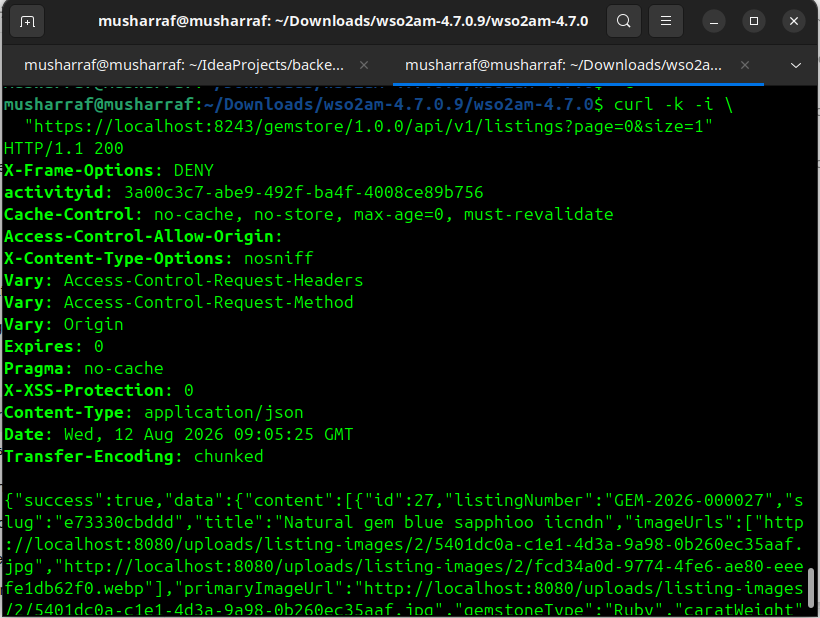 musharraf@musharraf: ~/Downloads/wso2am-4.7.0.9/wso2am-4.7.0
musharraf@musharraf: ~/IdeaProjects/backe...
musharraf@musharraf: ~/Downloads/wso2a...
musharraf@musharraf:~/Downloads/wso2am-4.7.0.9/wso2am-4.7.0$ curl -k -i \
"https://localhost:8243/gemstore/1.0.0/api/v1/listings?page=0&size=1"
HTTP/1.1 200
X-Frame-Options: DENY
activityid: 3a00c3c7-abe9-492f-ba4f-4008ce89b756
Cache-Control: no-cache, no-store, max-age=0, must-revalidate
Access-Control-Allow-Origin:
X-Content-Type-Options: nosniff
Vary: Access-Control-Request-Headers
Vary: Access-Control-Request-Method
Vary: Origin
Expires: 0
Pragma: no-cache
X-XSS-Protection: 0
Content-Type: application/json
Date: Wed, 12 Aug 2026 09:05:25 GMT
Transfer-Encoding: chunked
{"success":true,"data":{"content":[{"id":27,"listingNumber":"GEM-2026-000027","s
lug":"e73330cbddd","title":"Natural gem blue sapphioo iicndn","imageUrls":["http
://localhost:8080/uploads/listing-images/2/5401dc0a-c1e1-4d3a-9a98-0b260ec35aaf.
jpg","http://localhost:8080/uploads/listing-images/2/fcd34a0d-9774-4fe6-ae80-eee
fe1db62f0.webp"],"primaryImageUrl":"http://localhost:8080/uploads/listing-images
/2/5401dc0a-c1e1-4d3a-9a98-0b260ec35aaf.jpg","gemstoneType":"Ruby","caratWeight"